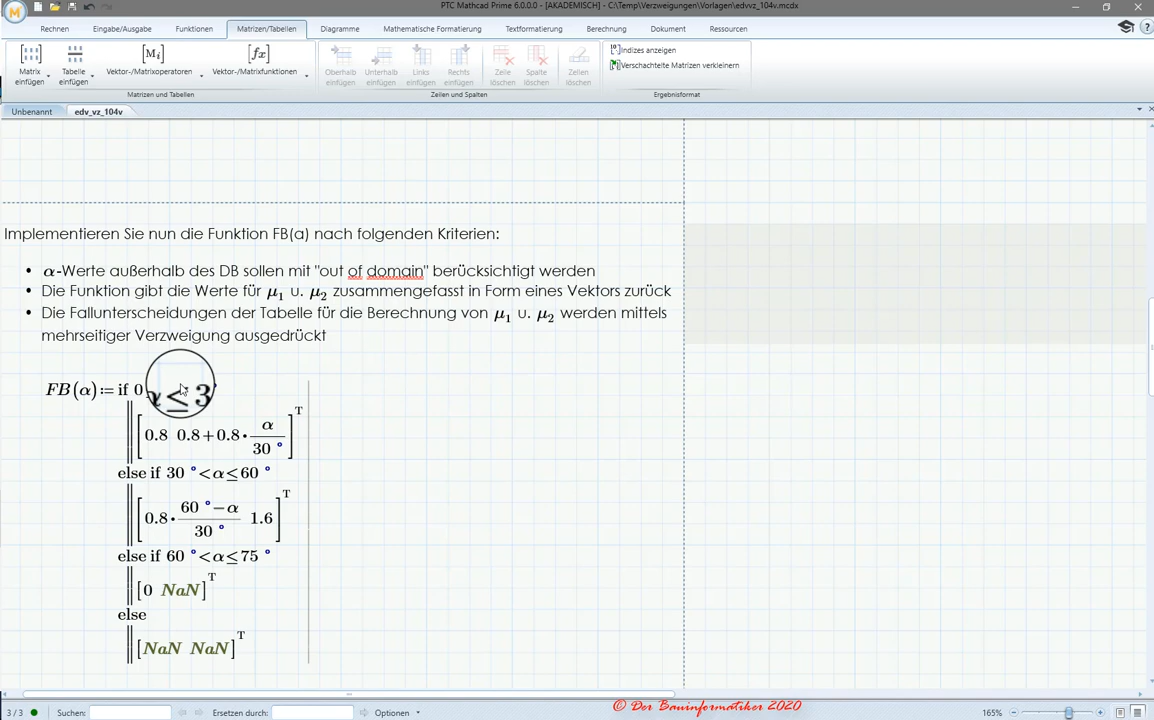 PTC Mathcad Prime 6.0.0.0 - [AKADEMISCH] - C:\Temp\Verzweigungen\Vorlagen\edvvz_104v.mcdx
Rechnen Eingabe/Ausgabe Funktionen Matrizen/Tabellen Diagramme Mathematische Formatierung Textformatierung Berechnung Dokument Ressourcen
Matrix einfügen Tabelle einfügen Vektor-/Matrixoperatoren Vektor-/Matrixfunktionen
Matrizen und Tabellen
Oberhalb einfügen Unterhalb einfügen Links einfügen Rechts einfügen Zeile löschen Spalte löschen Zellen löschen
Zeilen und Spalten
Indizes anzeigen
Verschachtelte Matrizen verkleinern
Ergebnisformat
Unbenannt edv_vz_104v
Implementieren Sie nun die Funktion FB(a) nach folgenden Kriterien:
• α-Werte außerhalb des DB sollen mit "out of domain" berücksichtigt werden
• Die Funktion gibt die Werte für μ₁ u. μ₂ zusammengefasst in Form eines Vektors zurück
• Die Fallunterscheidungen der Tabelle für die Berechnung von μ₁ u. μ₂ werden mittels
mehrseitiger Verzweigung ausgedrückt
FB(α):=if 0 α≤3 °
[0.8 0.8+0.8·α/30 °]ᵀ
else if 30 °<α≤60 °
[0.8·(60 °−α)/30 ° 1.6]ᵀ
else if 60 °<α≤75 °
[0 NaN]ᵀ
else
[NaN NaN]ᵀ
3 / 3 Suchen: Ersetzen durch: Optionen 165%
© Der Bauinformatiker 2020